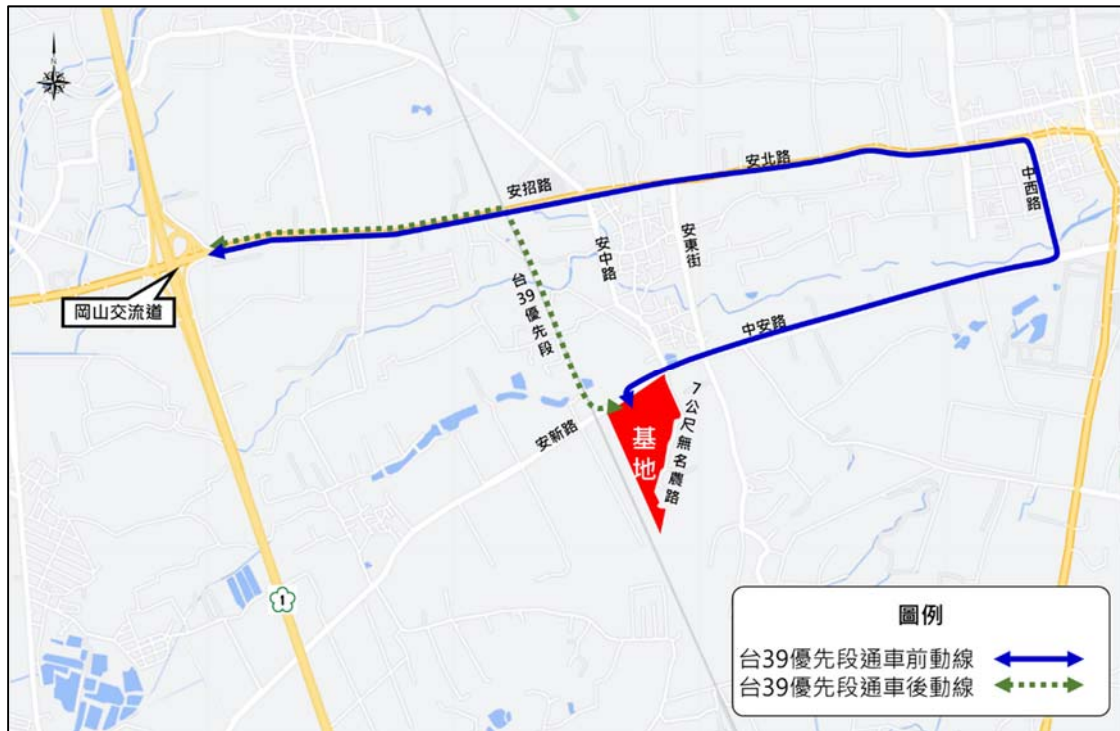 N
安北路
安招路
中西路
安中路
安東街
台39優先段
岡山交流道
中安路
7公尺無名農路
安新路
基地
1
圖例
台39優先段通車前動線
台39優先段通車後動線